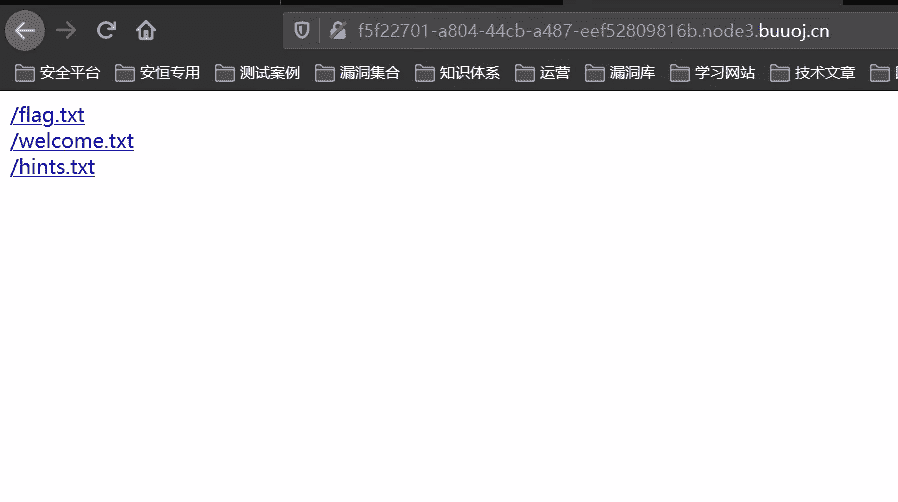 f5f22701-a804-44cb-a487-eef52809816b.node3.buuoj.cn
安全平台 安恒专用 测试案例 漏洞集合 知识体系 运营 漏洞库 学习网站 技术文章
/flag.txt
/welcome.txt
/hints.txt